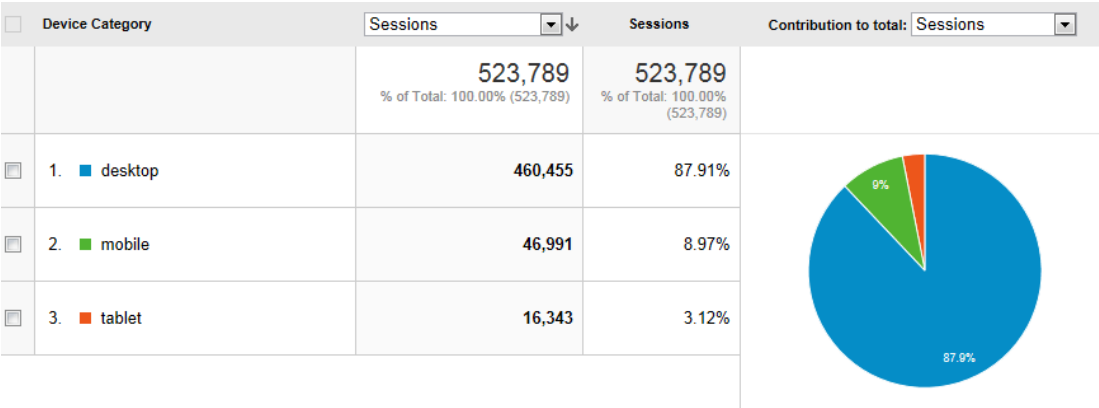 Device Category Sessions Sessions Contribution to total: Sessions
523,789 523,789
% of Total: 100.00% (523,789) % of Total: 100.00%
(523,789)
1. desktop 460,455 87.91%
2. mobile 46,991 8.97%
3. tablet 16,343 3.12%
9%
87.9%